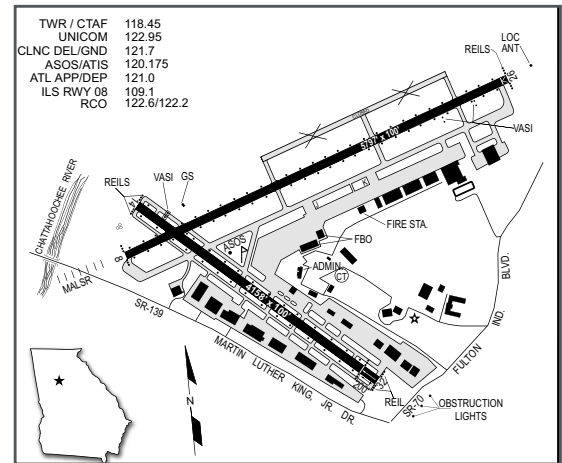 TWR / CTAF 118.45
UNICOM 122.95
CLNC DEL/GND 121.7
ASOS/ATIS 120.175
ATL APP/DEP 121.0
ILS RWY 08 109.1
RCO 122.6/122.2
LOC
ANT
REILS
26
VASI
5797' x 100'
CHATTAHOOCHEE RIVER
REILS
VASI
GS
14
8
MALSR
ASOS
FIRE STA.
FBO
ADMIN.
CT
4158 x 100'
SR-139
MARTIN LUTHER KING, JR. DR.
FULTON IND. BLVD.
200'
32
REIL
SR-70
OBSTRUCTION
LIGHTS
N